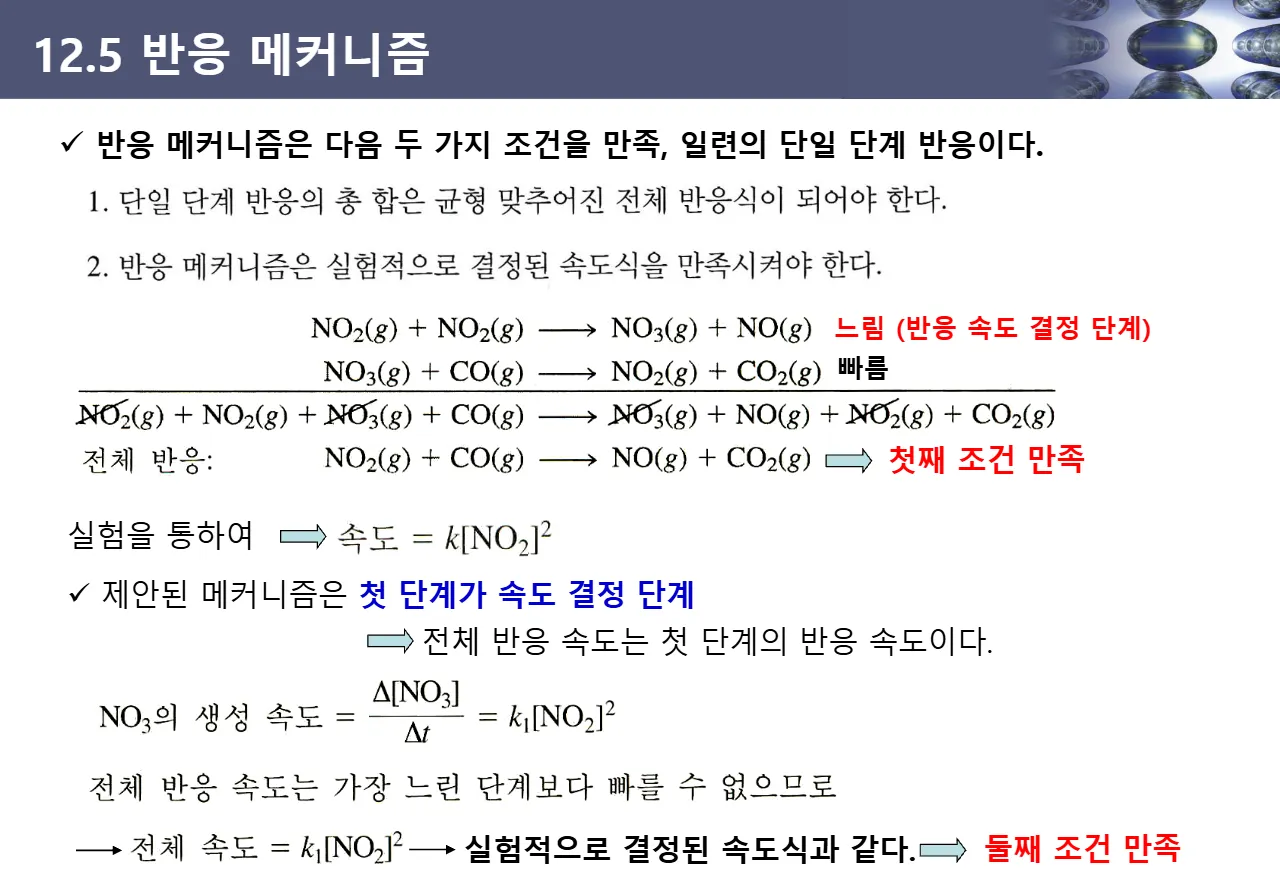 12.5 반응 메커니즘
✓ 반응 메커니즘은 다음 두 가지 조건을 만족, 일련의 단일 단계 반응이다.
1. 단일 단계 반응의 총 합은 균형 맞추어진 전체 반응식이 되어야 한다.
2. 반응 메커니즘은 실험적으로 결정된 속도식을 만족시켜야 한다.
NO₂(g) + NO₂(g) ⟶ NO₃(g) + NO(g) 느림 (반응 속도 결정 단계)
NO₃(g) + CO(g) ⟶ NO₂(g) + CO₂(g) 빠름
NO₂(g) + NO₂(g) + NO₃(g) + CO(g) ⟶ NO₃(g) + NO(g) + NO₂(g) + CO₂(g)
전체 반응: NO₂(g) + CO(g) ⟶ NO(g) + CO₂(g) ⇒ 첫째 조건 만족
실험을 통하여 ⇒ 속도 = k[NO₂]²
✓ 제안된 메커니즘은 첫 단계가 속도 결정 단계
⇒ 전체 반응 속도는 첫 단계의 반응 속도이다.
NO₃의 생성 속도 = Δ[NO₃]/Δt = k₁[NO₂]²
전체 반응 속도는 가장 느린 단계보다 빠를 수 없으므로
⟶ 전체 속도 = k₁[NO₂]² ⟶ 실험적으로 결정된 속도식과 같다. ⇒ 둘째 조건 만족